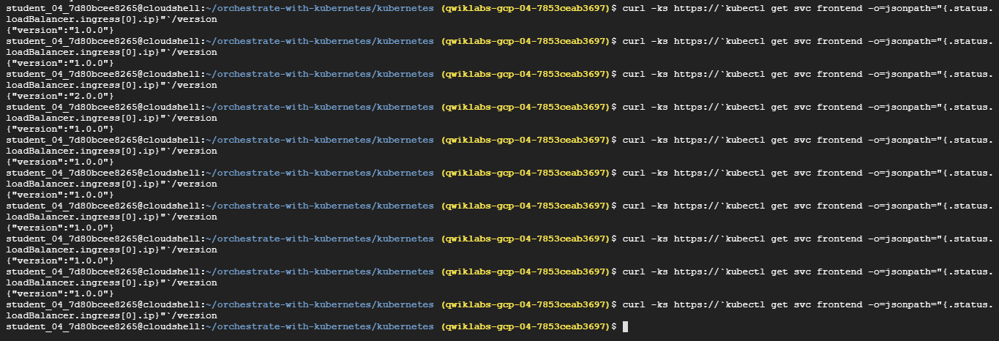 student_04_7d80bcee8265@cloudshell:~/orchestrate-with-kubernetes/kubernetes (qwiklabs-gcp-04-7853ceab3697)$ curl -ks https://`kubectl get svc frontend -o=jsonpath="{.status.
loadBalancer.ingress[0].ip}"`/version
{"version":"1.0.0"}
student_04_7d80bcee8265@cloudshell:~/orchestrate-with-kubernetes/kubernetes (qwiklabs-gcp-04-7853ceab3697)$ curl -ks https://`kubectl get svc frontend -o=jsonpath="{.status.
loadBalancer.ingress[0].ip}"`/version
{"version":"1.0.0"}
student_04_7d80bcee8265@cloudshell:~/orchestrate-with-kubernetes/kubernetes (qwiklabs-gcp-04-7853ceab3697)$ curl -ks https://`kubectl get svc frontend -o=jsonpath="{.status.
loadBalancer.ingress[0].ip}"`/version
{"version":"2.0.0"}
student_04_7d80bcee8265@cloudshell:~/orchestrate-with-kubernetes/kubernetes (qwiklabs-gcp-04-7853ceab3697)$ curl -ks https://`kubectl get svc frontend -o=jsonpath="{.status.
loadBalancer.ingress[0].ip}"`/version
{"version":"1.0.0"}
student_04_7d80bcee8265@cloudshell:~/orchestrate-with-kubernetes/kubernetes (qwiklabs-gcp-04-7853ceab3697)$ curl -ks https://`kubectl get svc frontend -o=jsonpath="{.status.
loadBalancer.ingress[0].ip}"`/version
{"version":"1.0.0"}
student_04_7d80bcee8265@cloudshell:~/orchestrate-with-kubernetes/kubernetes (qwiklabs-gcp-04-7853ceab3697)$ curl -ks https://`kubectl get svc frontend -o=jsonpath="{.status.
loadBalancer.ingress[0].ip}"`/version
{"version":"1.0.0"}
student_04_7d80bcee8265@cloudshell:~/orchestrate-with-kubernetes/kubernetes (qwiklabs-gcp-04-7853ceab3697)$ curl -ks https://`kubectl get svc frontend -o=jsonpath="{.status.
loadBalancer.ingress[0].ip}"`/version
{"version":"1.0.0"}
student_04_7d80bcee8265@cloudshell:~/orchestrate-with-kubernetes/kubernetes (qwiklabs-gcp-04-7853ceab3697)$ curl -ks https://`kubectl get svc frontend -o=jsonpath="{.status.
loadBalancer.ingress[0].ip}"`/version
{"version":"1.0.0"}
student_04_7d80bcee8265@cloudshell:~/orchestrate-with-kubernetes/kubernetes (qwiklabs-gcp-04-7853ceab3697)$ curl -ks https://`kubectl get svc frontend -o=jsonpath="{.status.
loadBalancer.ingress[0].ip}"`/version
{"version":"1.0.0"}
student_04_7d80bcee8265@cloudshell:~/orchestrate-with-kubernetes/kubernetes (qwiklabs-gcp-04-7853ceab3697)$ curl -ks https://`kubectl get svc frontend -o=jsonpath="{.status.
loadBalancer.ingress[0].ip}"`/version
student_04_7d80bcee8265@cloudshell:~/orchestrate-with-kubernetes/kubernetes (qwiklabs-gcp-04-7853ceab3697)$